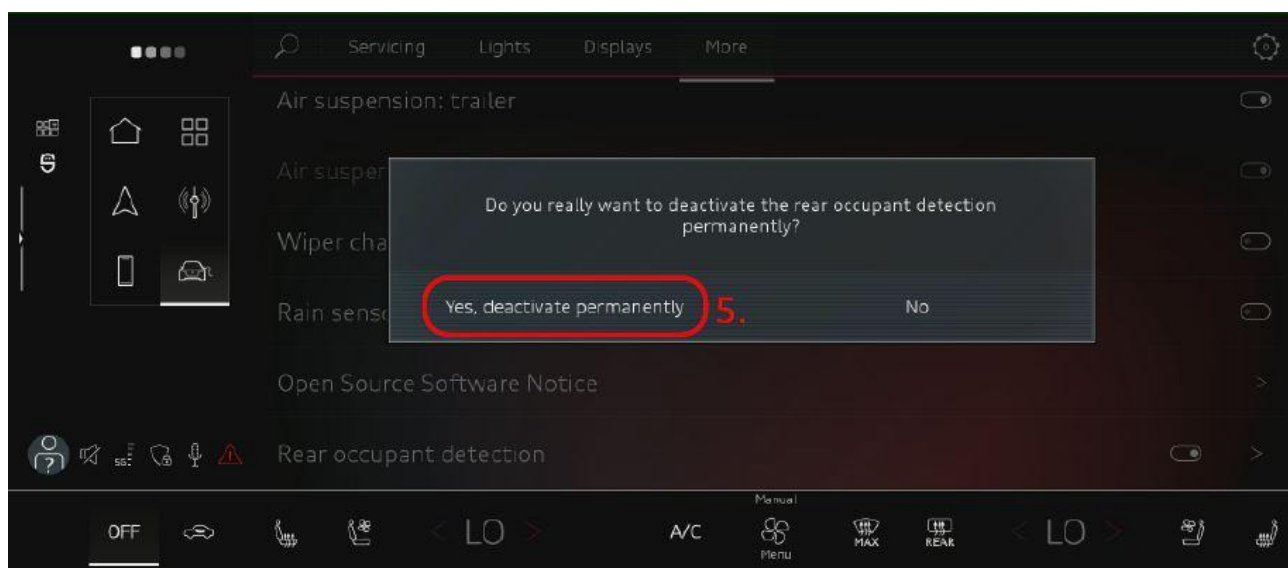 Servicing Lights Displays More
Air suspension: trailer
Air suspen
Do you really want to deactivate the rear occupant detection
permanently?
Wiper cha
Rain senso
Yes, deactivate permanently 5. No
Open Source Software Notice
Rear occupant detection
Manual
OFF LO A/C MAX REAR LO
Menu